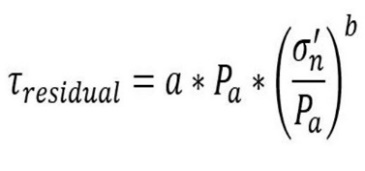 τ_residual = a * P_a * (σ′_n / P_a)^b